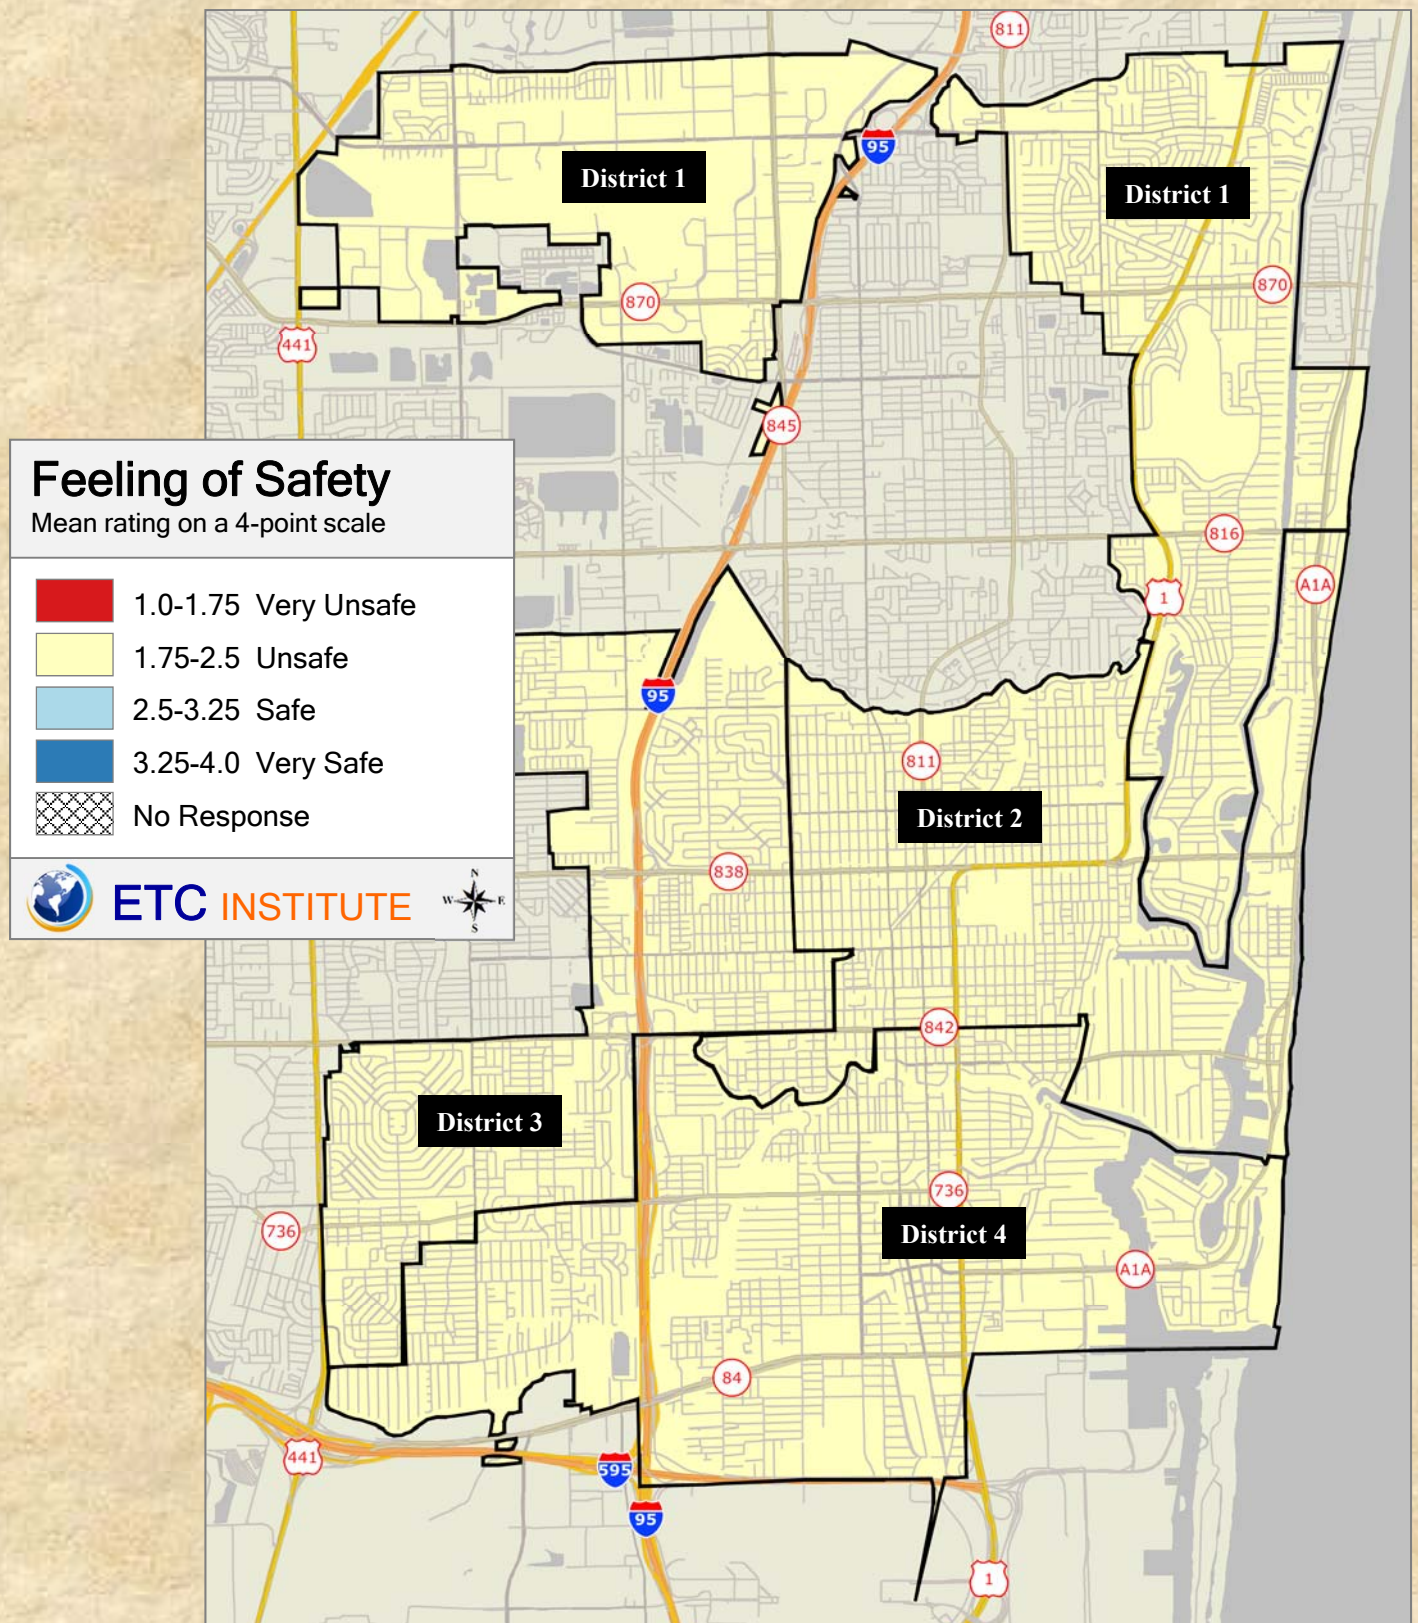 811
95
District 1
District 1
870
870
441
845
Feeling of Safety
Mean rating on a 4-point scale
1.0-1.75 Very Unsafe
1.75-2.5 Unsafe
2.5-3.25 Safe
3.25-4.0 Very Safe
No Response
ETC INSTITUTE
N
W E
S
816
A1A
1
95
811
District 2
838
842
District 3
736
736
District 4
A1A
84
441
595
95
1